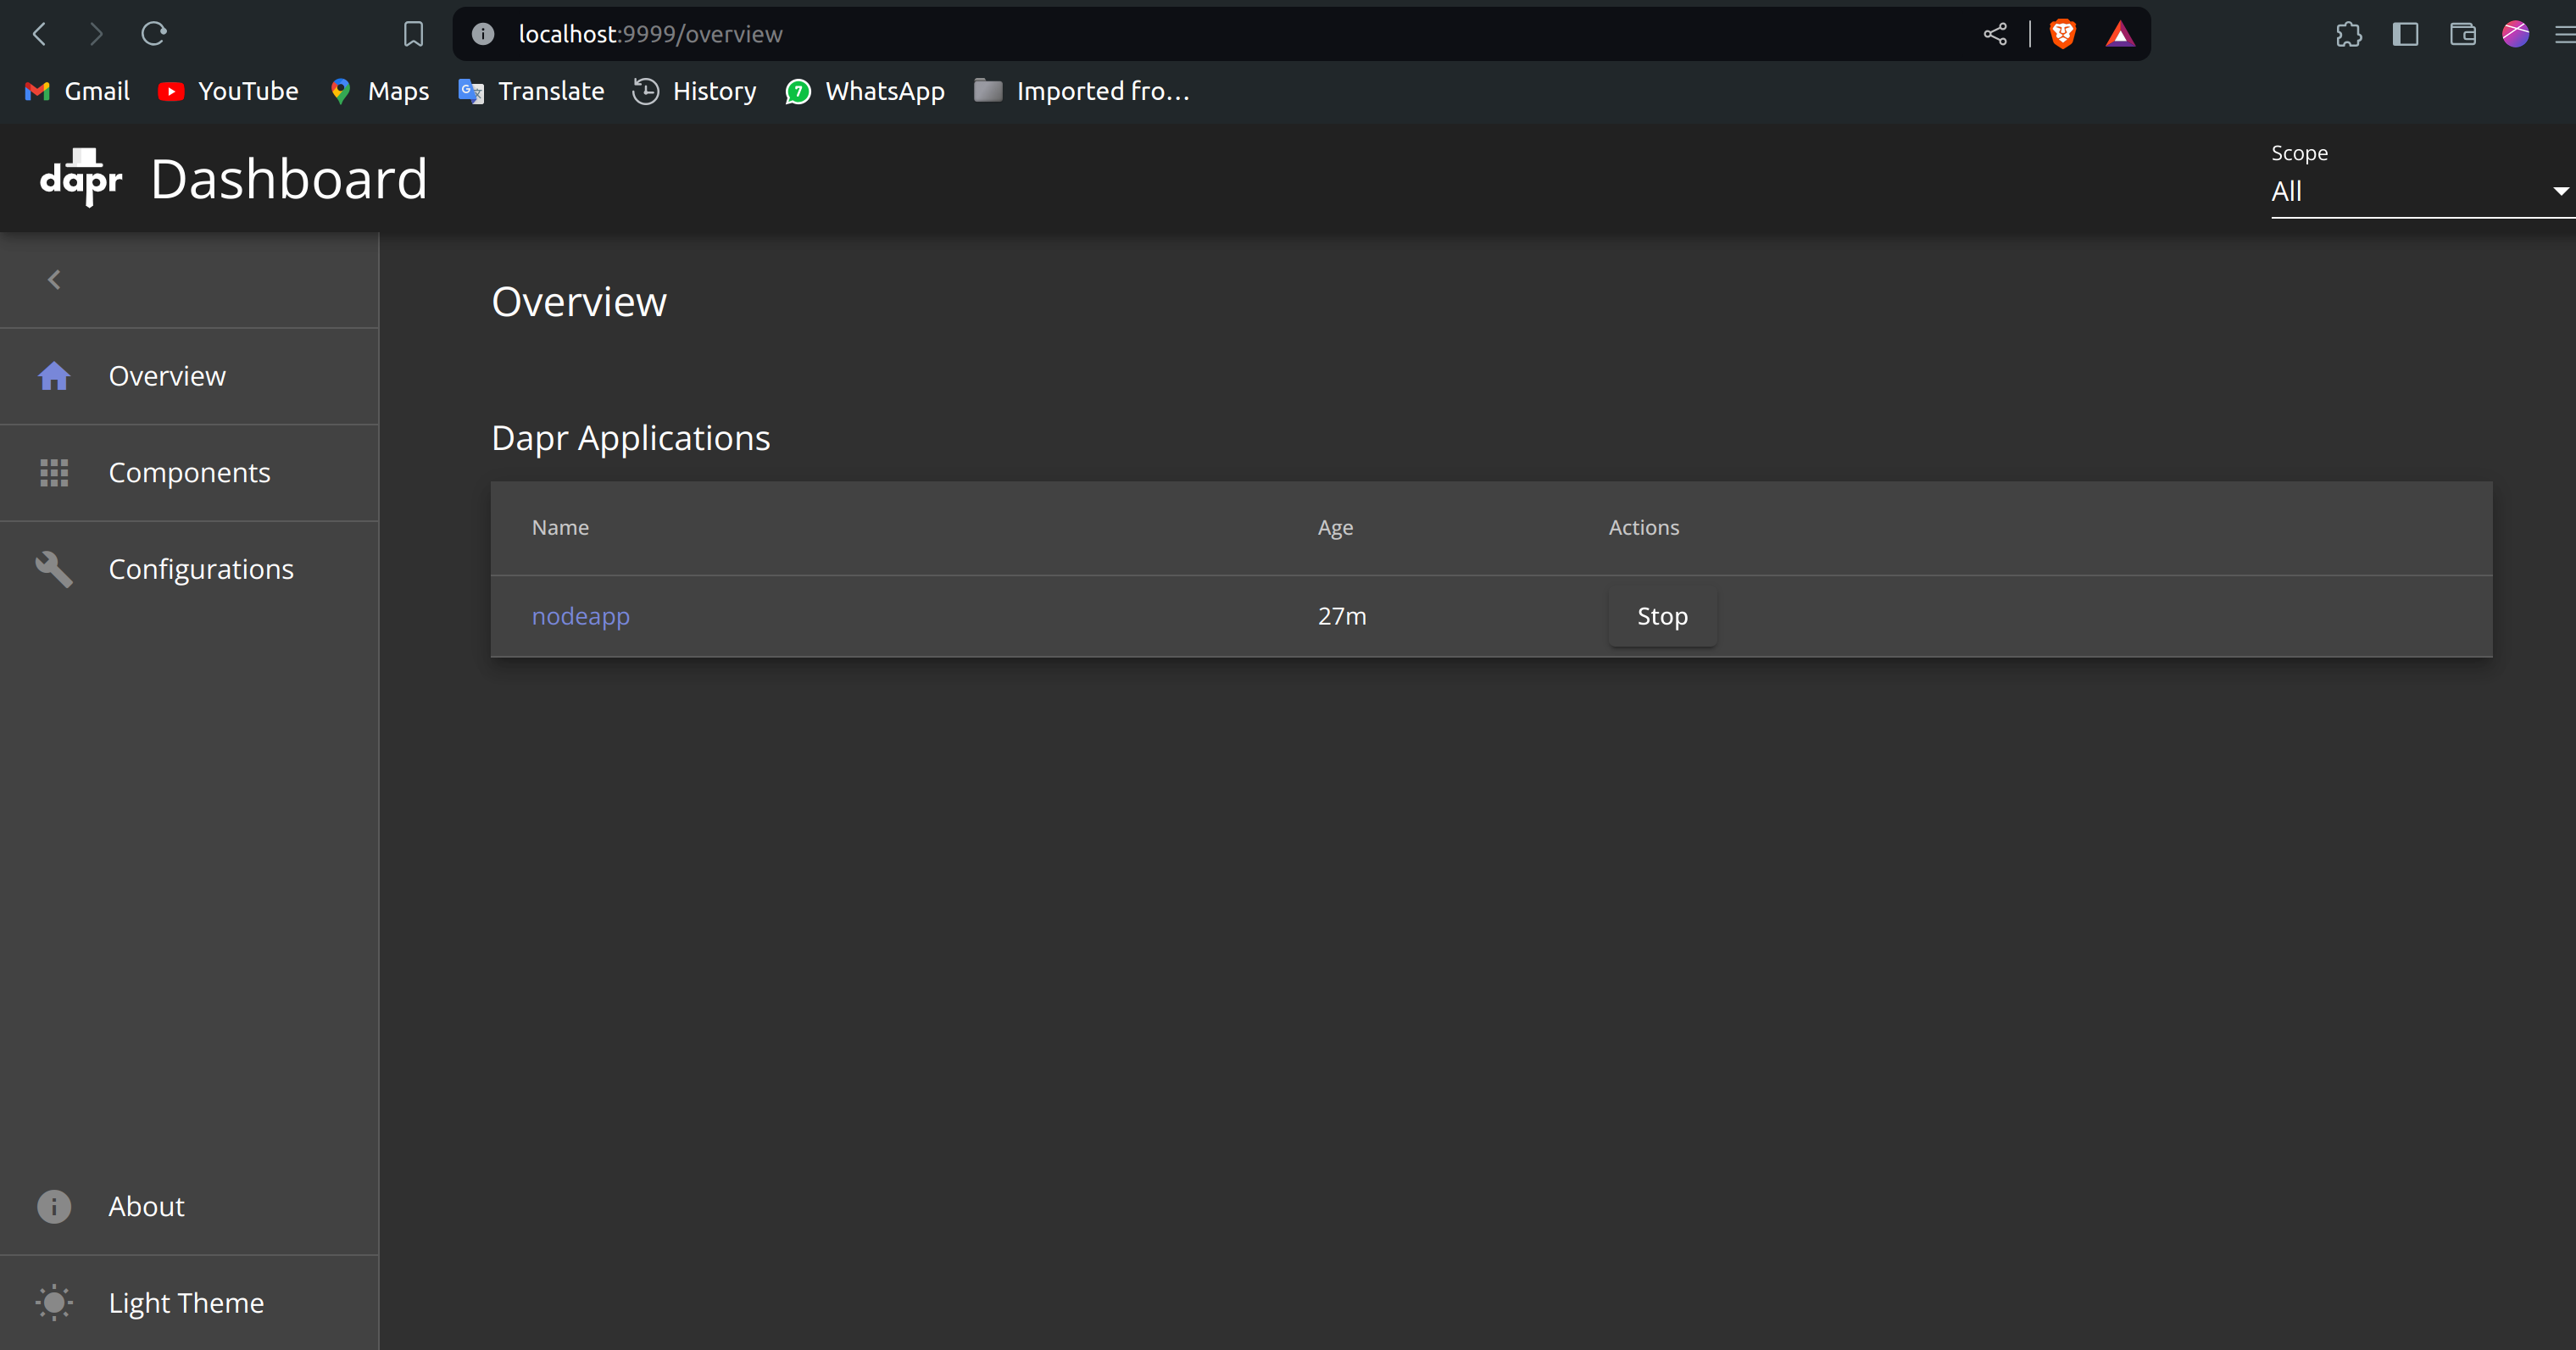 localhost:9999/overview
Gmail YouTube Maps Translate History 7 WhatsApp Imported fro...
dapr Dashboard
Scope
All
Overview
Components
Configurations
About
Light Theme
Overview
Dapr Applications
Name Age Actions
nodeapp 27m Stop